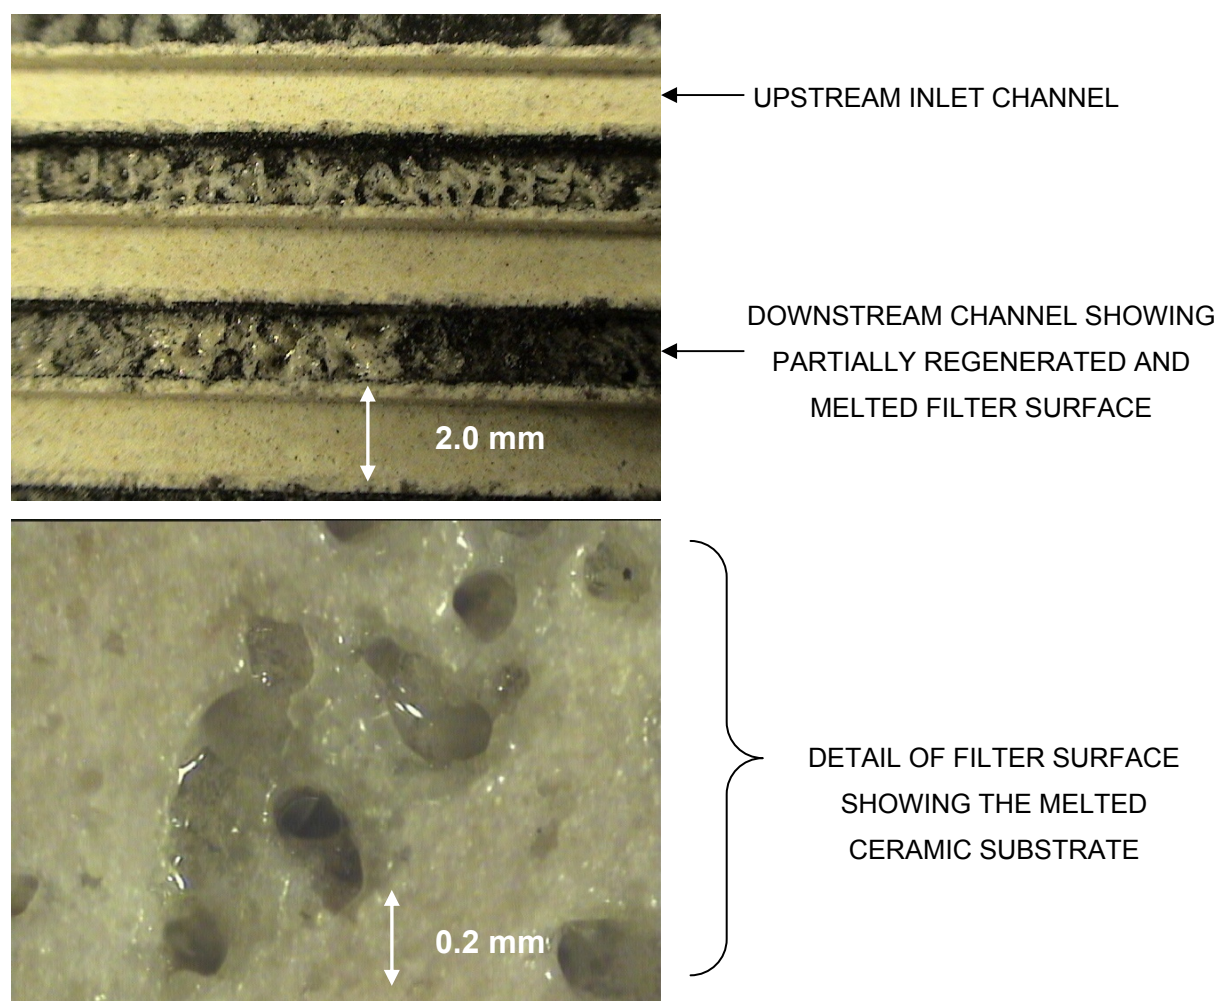 UPSTREAM INLET CHANNEL
DOWNSTREAM CHANNEL SHOWING
PARTIALLY REGENERATED AND
MELTED FILTER SURFACE
2.0 mm
DETAIL OF FILTER SURFACE
SHOWING THE MELTED
CERAMIC SUBSTRATE
0.2 mm